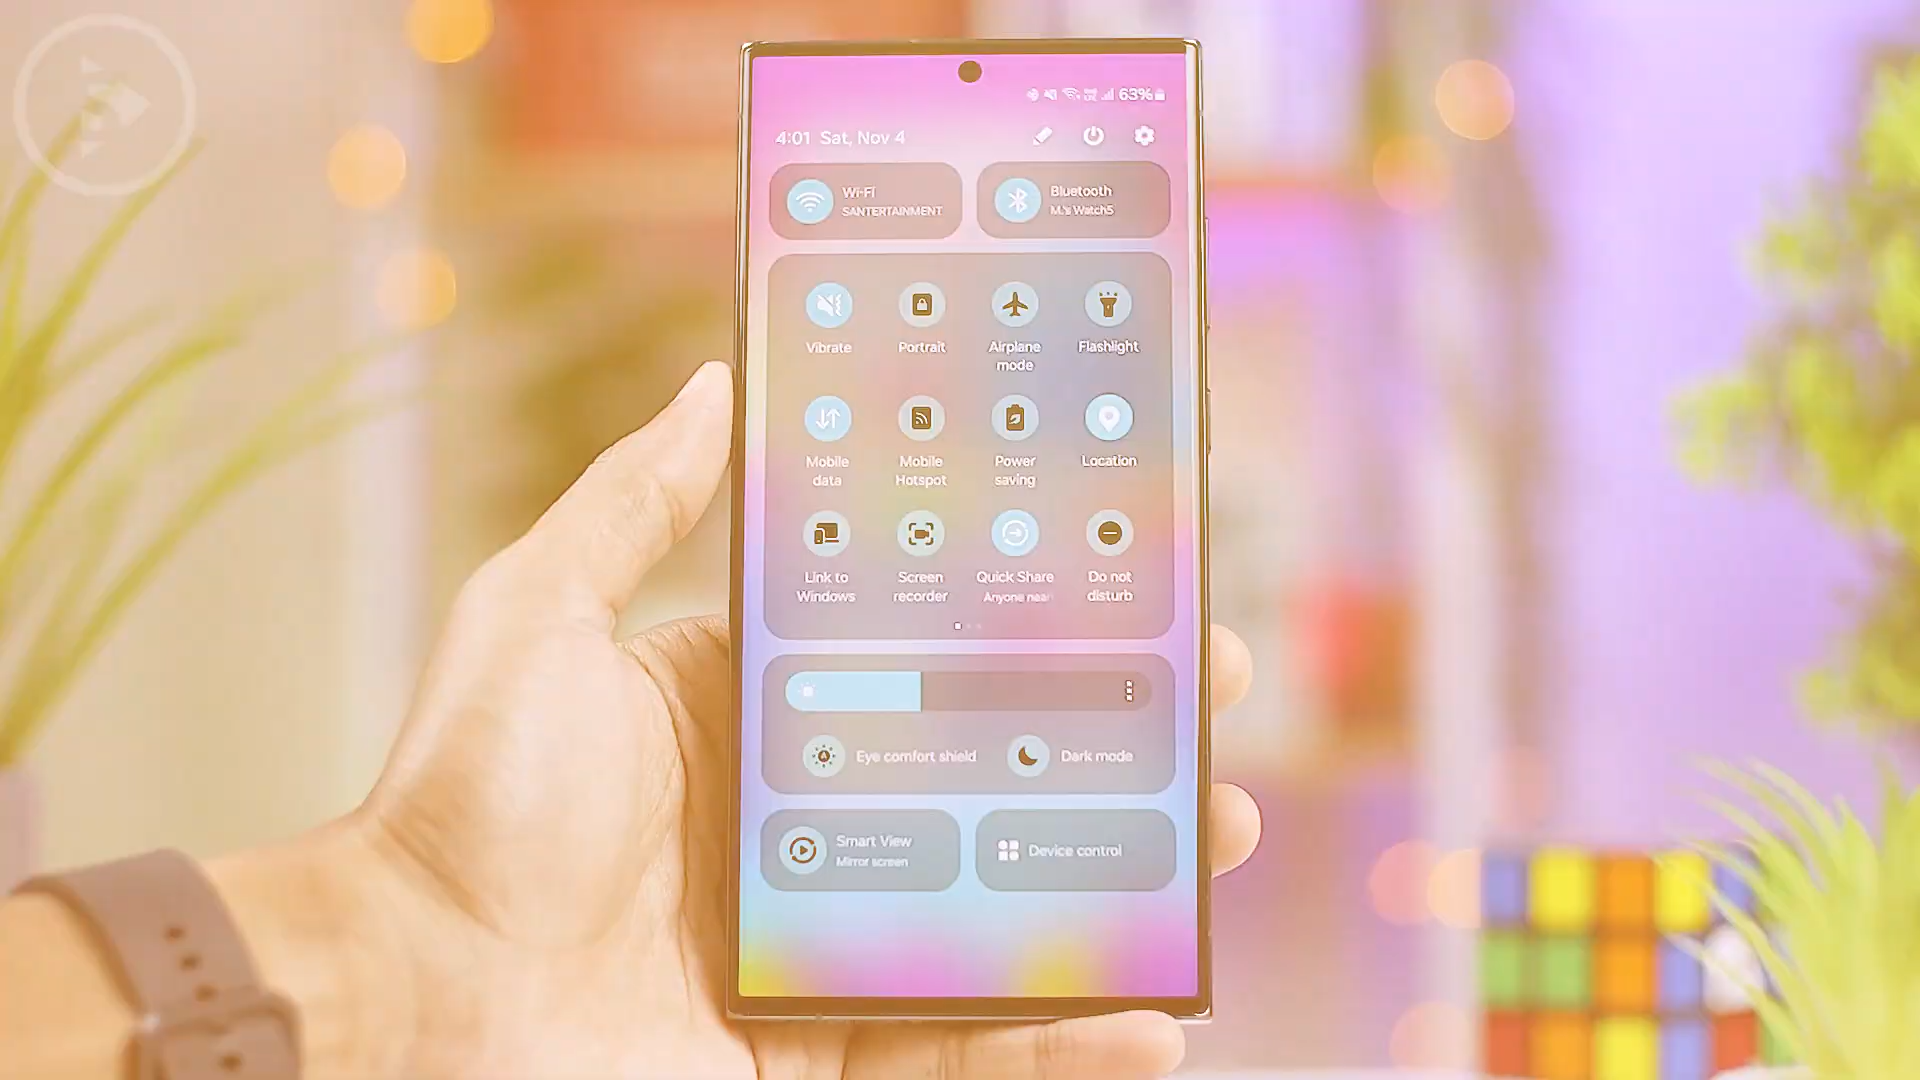 63%
4:01 Sat, Nov 4
Wi-Fi
SANTERTAINMENT
Bluetooth
M.'s Watch5
Vibrate
Portrait
Airplane
mode
Flashlight
Mobile
data
Mobile
Hotspot
Power
saving
Location
Link to
Windows
Screen
recorder
Quick Share
Anyone near
Do not
disturb
Eye comfort shield
Dark mode
Smart View
Mirror screen
Device control